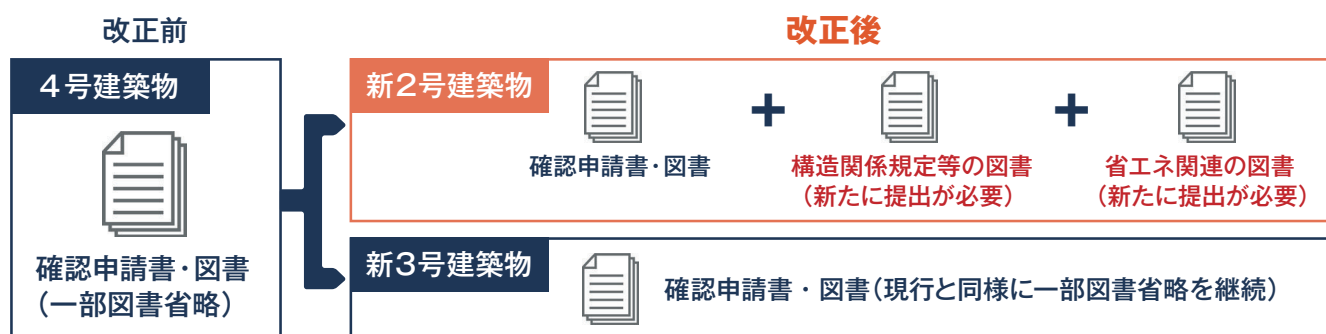 改正前
4号建築物
確認申請書・図書
(一部図書省略)
改正後
新2号建築物
確認申請書・図書
+
構造関係規定等の図書
(新たに提出が必要)
+
省エネ関連の図書
(新たに提出が必要)
新3号建築物
確認申請書・図書(現行と同様に一部図書省略を継続)